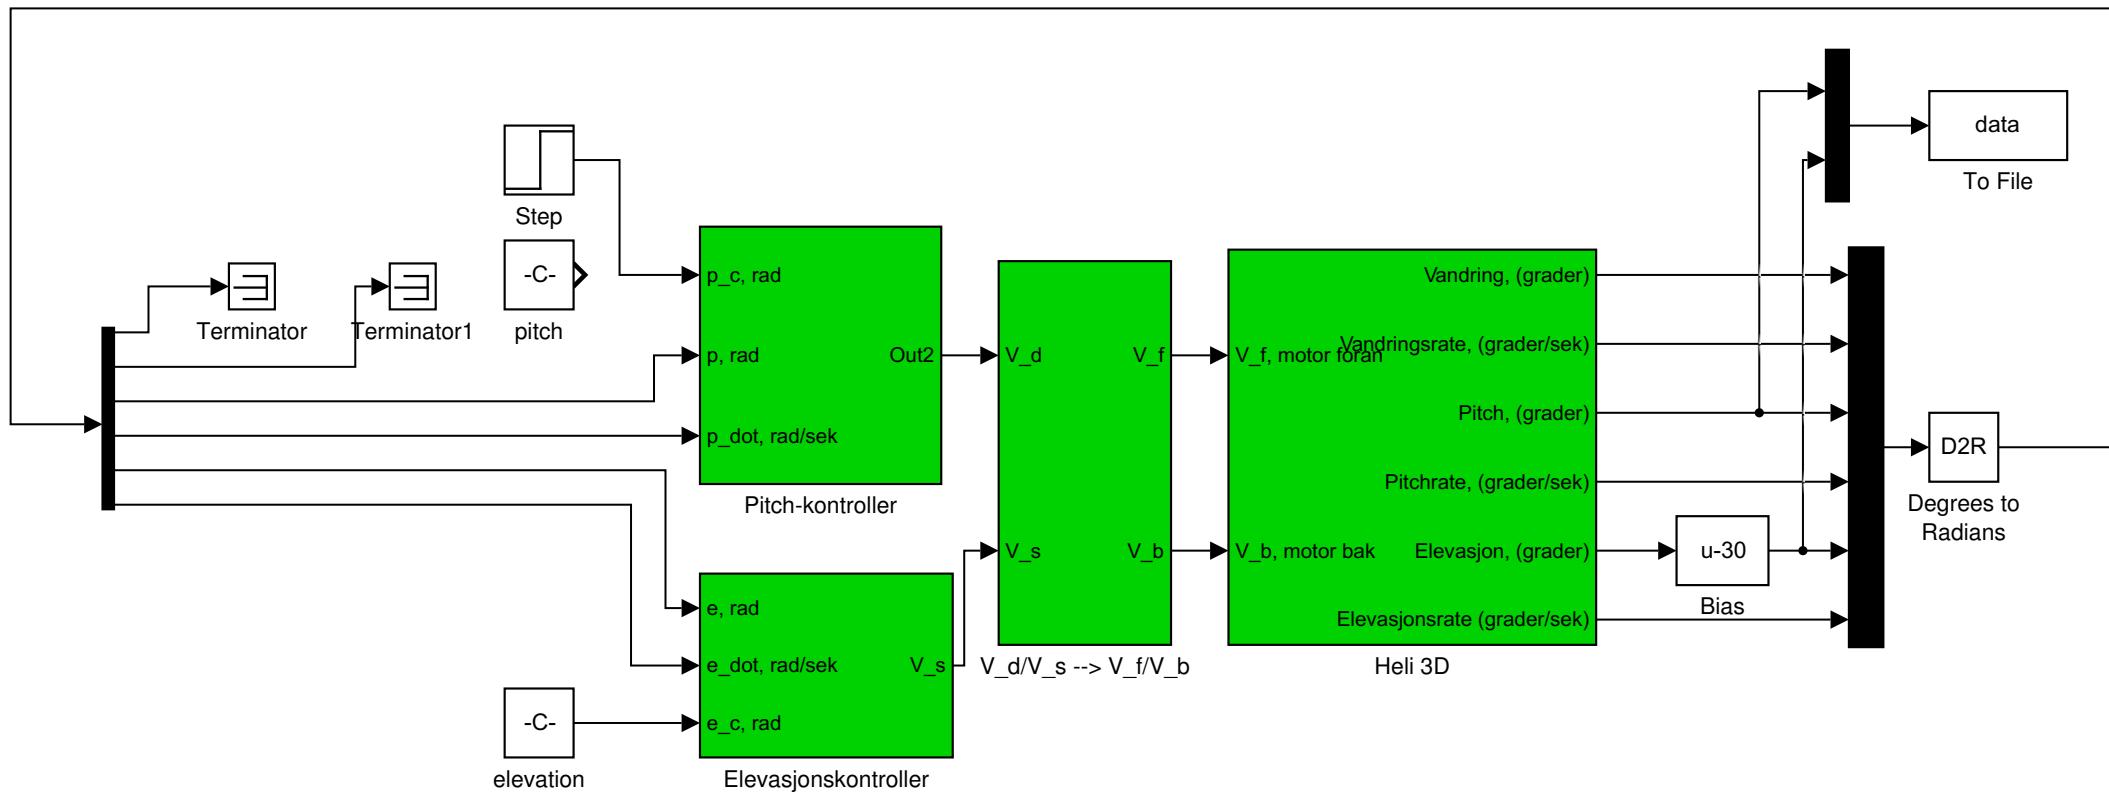 data
To File
Step
-C-
pitch
Terminator
Terminator1
p_c, rad
p, rad
p_dot, rad/sek
Out2
Pitch-kontroller
e, rad
e_dot, rad/sek
e_c, rad
V_s
Elevasjonskontroller
-C-
elevation
V_d
V_s
V_f
V_b
V_d/V_s --> V_f/V_b
V_f, motor foran
V_b, motor bak
Vandring, (grader)
Vandringsrate, (grader/sek)
Pitch, (grader)
Pitchrate, (grader/sek)
Elevasjon, (grader)
Elevasjonsrate (grader/sek)
Heli 3D
u-30
Bias
D2R
Degrees to
Radians